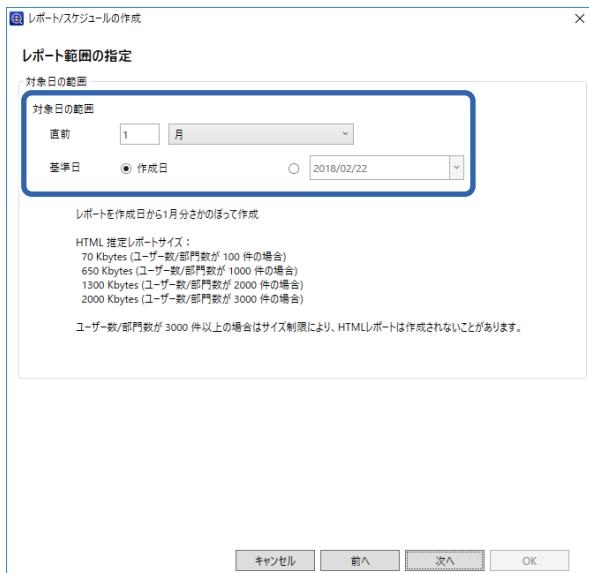 レポート/スケジュールの作成
レポート範囲の指定
対象日の範囲
対象日の範囲
直前 1 月
基準日 作成日 2018/02/22
レポートを作成日から1月分さかのぼって作成
HTML 推定レポートサイズ：
70 Kbytes (ユーザー数/部門数が 100 件の場合)
650 Kbytes (ユーザー数/部門数が 1000 件の場合)
1300 Kbytes (ユーザー数/部門数が 2000 件の場合)
2000 Kbytes (ユーザー数/部門数が 3000 件の場合)
ユーザー数/部門数が 3000 件以上の場合はサイズ制限により、HTMLレポートは作成されないことがあります。
キャンセル 前へ 次へ OK